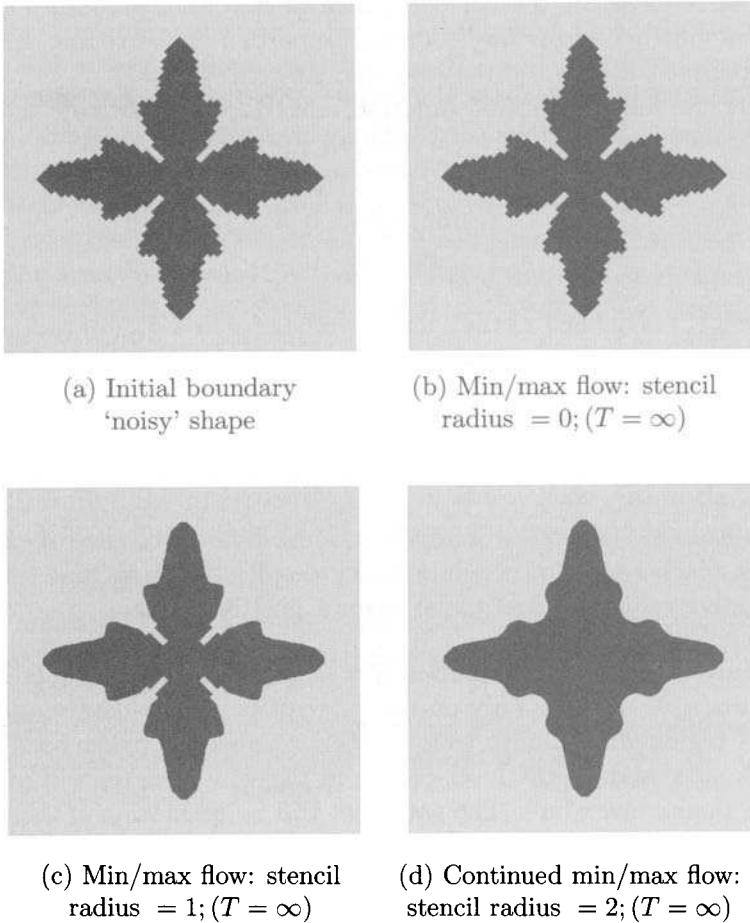 (a) Initial boundary
‘noisy’ shape
(b) Min/max flow: stencil
radius = 0; (T = ∞)
(c) Min/max flow: stencil
radius = 1; (T = ∞)
(d) Continued min/max flow:
stencil radius = 2; (T = ∞)